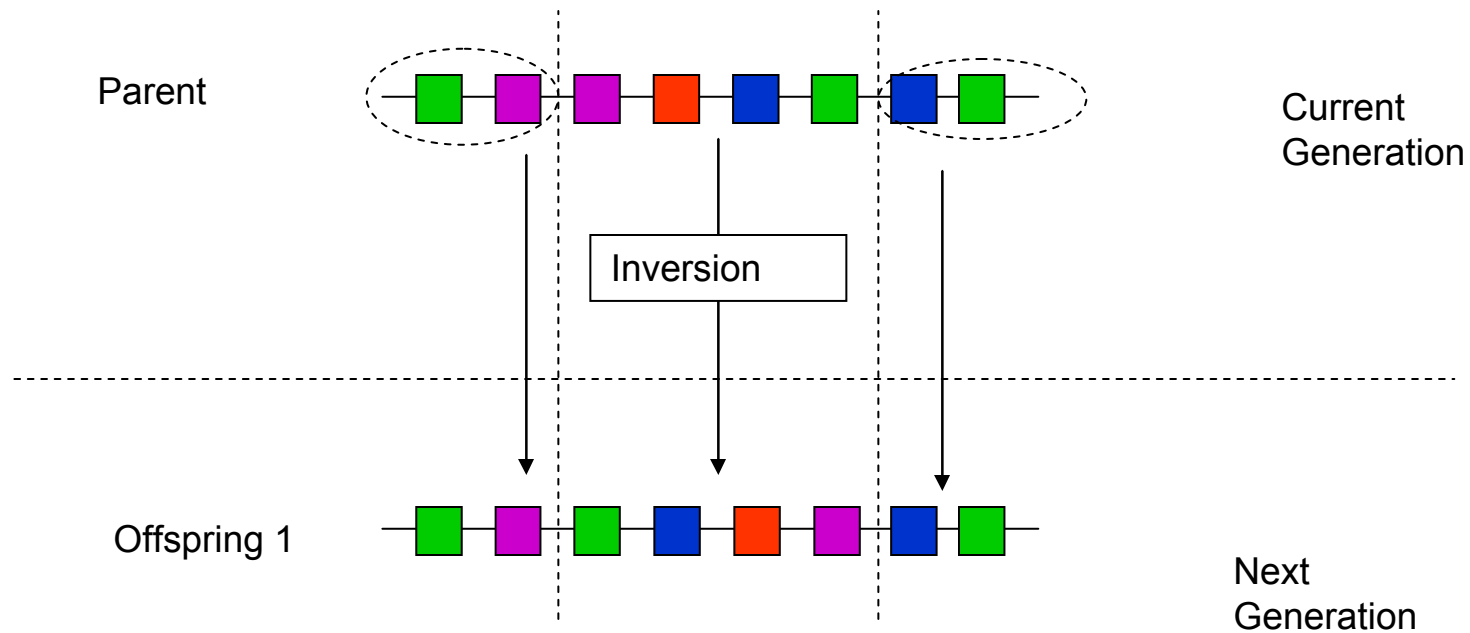 Parent
Current
Generation
Inversion
Offspring 1
Next
Generation